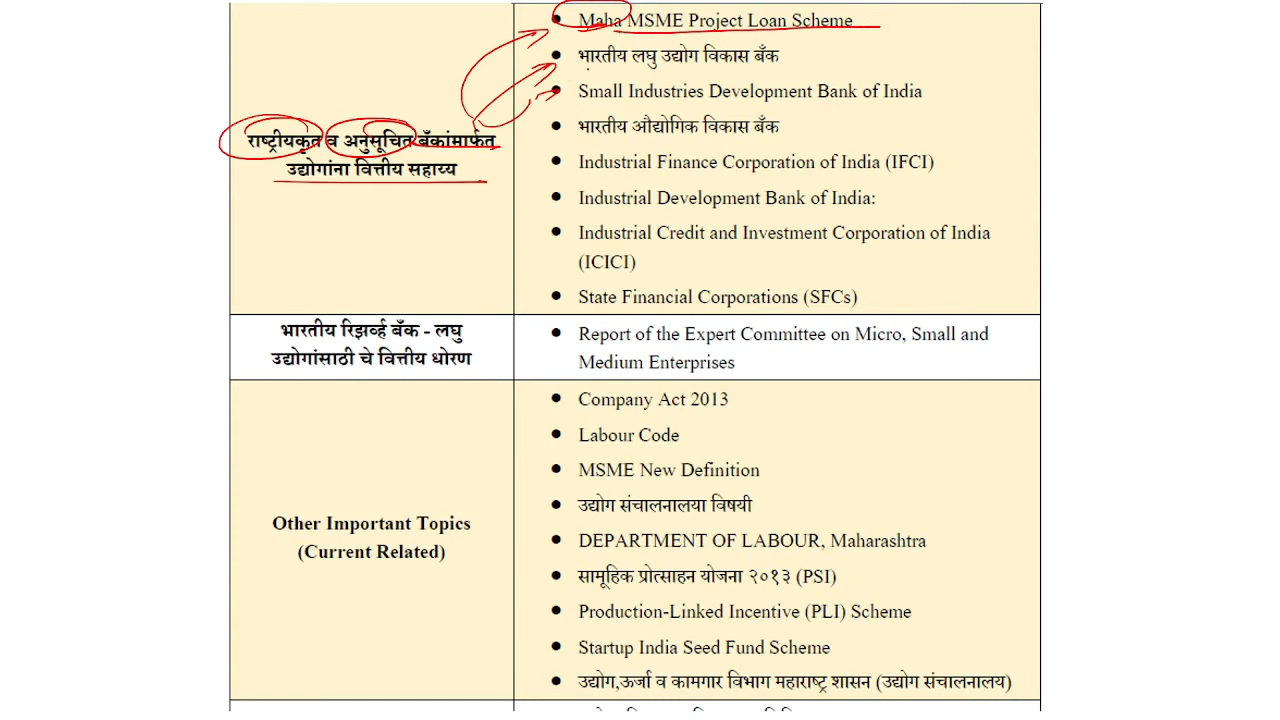 Maha MSME Project Loan Scheme
भारतीय लघु उद्योग विकास बँक
Small Industries Development Bank of India
राष्ट्रीयकृत व अनुसूचित बँकांमार्फत
उद्योगांना वित्तीय सहाय्य
भारतीय औद्योगिक विकास बँक
Industrial Finance Corporation of India (IFCI)
Industrial Development Bank of India:
Industrial Credit and Investment Corporation of India
(ICICI)
State Financial Corporations (SFCs)
भारतीय रिझर्व्ह बँक - लघु
उद्योगांसाठी चे वित्तीय धोरण
Report of the Expert Committee on Micro, Small and
Medium Enterprises
Other Important Topics
(Current Related)
Company Act 2013
Labour Code
MSME New Definition
उद्योग संचालनालया विषयी
DEPARTMENT OF LABOUR, Maharashtra
सामूहिक प्रोत्साहन योजना २०१३ (PSI)
Production-Linked Incentive (PLI) Scheme
Startup India Seed Fund Scheme
उद्योग,ऊर्जा व कामगार विभाग महाराष्ट्र शासन (उद्योग संचालनालय)